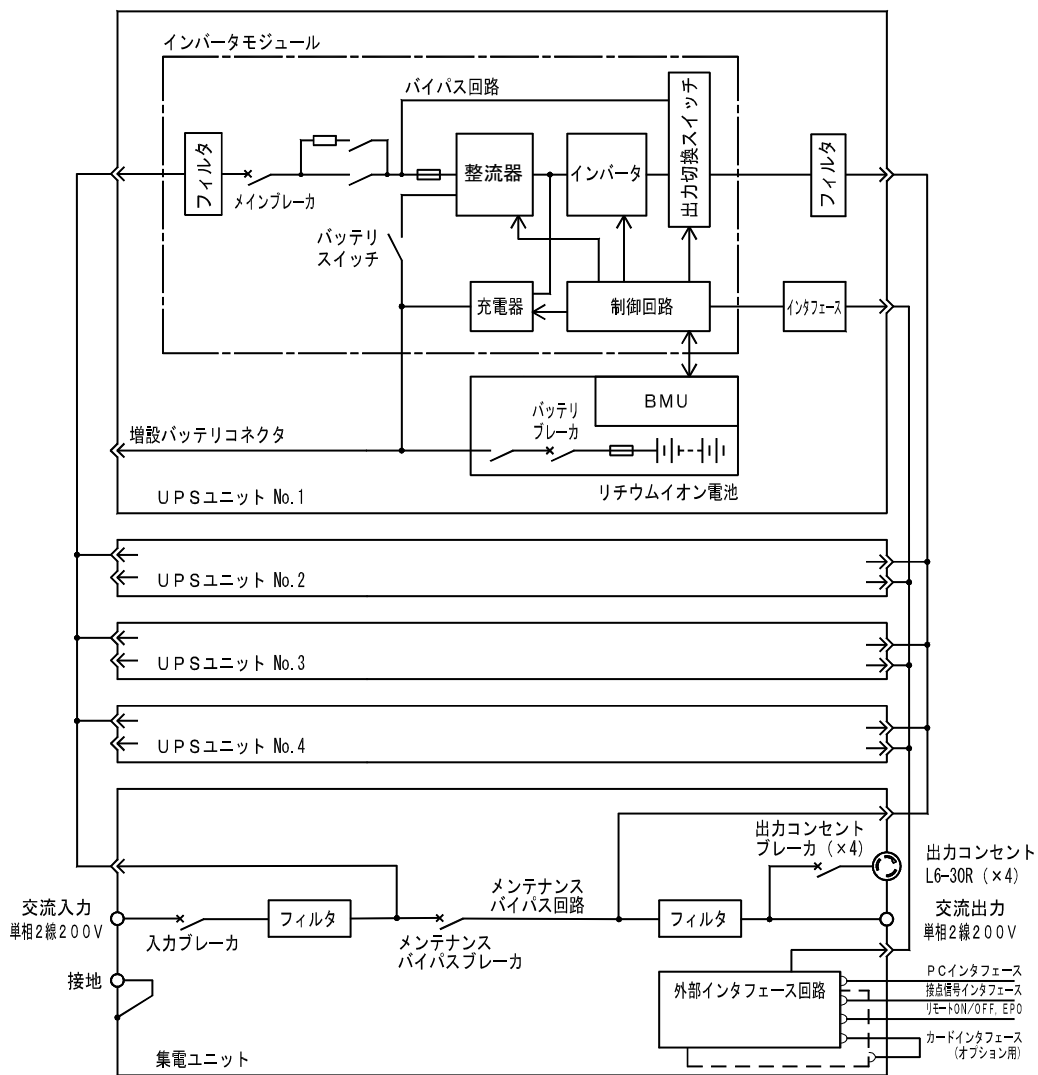 インバータモジュール
バイパス回路
フィルタ
メインブレーカ
整流器
インバータ
出力切換スイッチ
フィルタ
バッテリ
スイッチ
充電器
制御回路
インタフェース
BMU
増設バッテリコネクタ
バッテリ
ブレーカ
リチウムイオン電池
UPSユニット No.1
UPSユニット No.2
UPSユニット No.3
UPSユニット No.4
出力コンセント
ブレーカ(×4)
出力コンセント
L6-30R(×4)
交流入力
単相2線200V
入力ブレーカ
フィルタ
メンテナンス
バイパスブレーカ
メンテナンス
バイパス回路
フィルタ
交流出力
単相2線200V
接地
外部インタフェース回路
PCインタフェース
接点信号インタフェース
リモートON/OFF, EPO
カードインタフェース
(オプション用)
集電ユニット